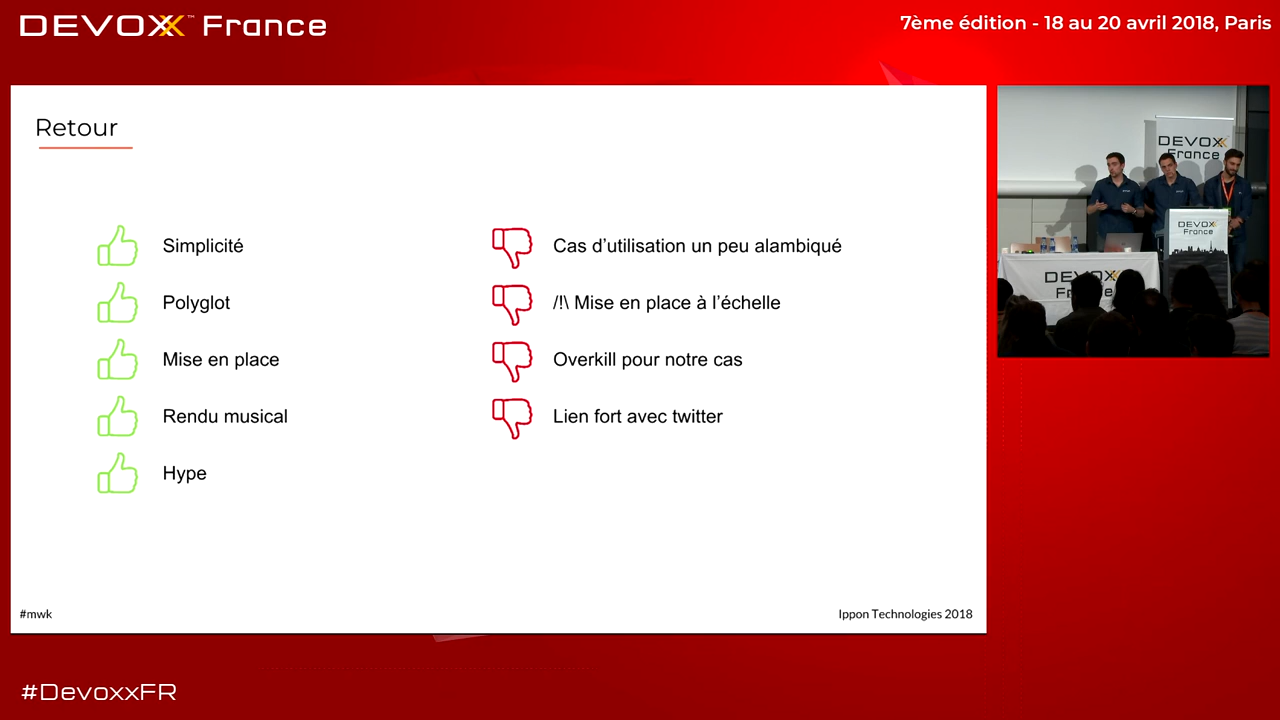 DEVOXX™ France
7ème édition - 18 au 20 avril 2018, Paris
Retour
Simplicité
Polyglot
Mise en place
Rendu musical
Hype
Cas d’utilisation un peu alambiqué
/!\ Mise en place à l’échelle
Overkill pour notre cas
Lien fort avec twitter
#mwk
Ippon Technologies 2018
DEVOXX
France
DEVOXX
France
DEVOXX
France
#DevoxxFR